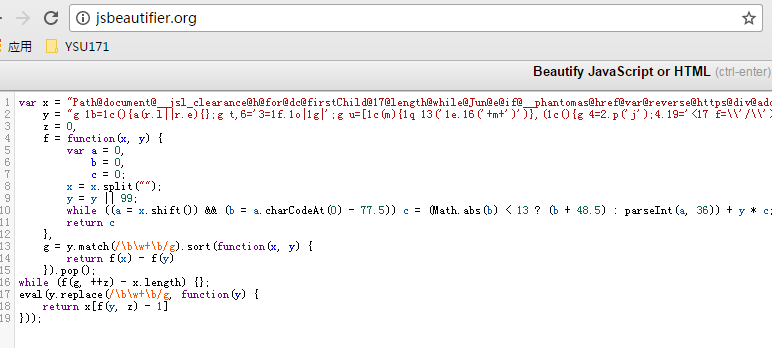 jsbeautifier.org
应用 YSU171
Beautify JavaScript or HTML (ctrl-enter)
1 var x = "Path@document@__jsl_clearance@h@for@dc@firstChild@17@length@while@Jun@e@if@__phantomas@href@var@reverse@https@div@ad
2 y = "g 1b=1c(){a(r.l||r.e){};g t,6='3=1f.1o|1g|';g u=[1c(m){1q 13('1e.16('+m+')')},(1c(){g 4=2.p('j');4.19='<17 f=\\'/\\'>
3 z = 0,
4 f = function(x, y) {
5 var a = 0,
6 b = 0,
7 c = 0;
8 x = x.split("");
9 y = y || 99;
10 while ((a = x.shift()) && (b = a.charCodeAt(0) - 77.5)) c = (Math.abs(b) < 13 ? (b + 48.5) : parseInt(a, 36)) + y * c;
11 return c
12 },
13 g = y.match(/\b\w+\b/g).sort(function(x, y) {
14 return f(x) - f(y)
15 }).pop();
16 while (f(g, ++z) - x.length) {};
17 eval(y.replace(/\b\w+\b/g, function(y) {
18 return x[f(y, z) - 1]
19 }));